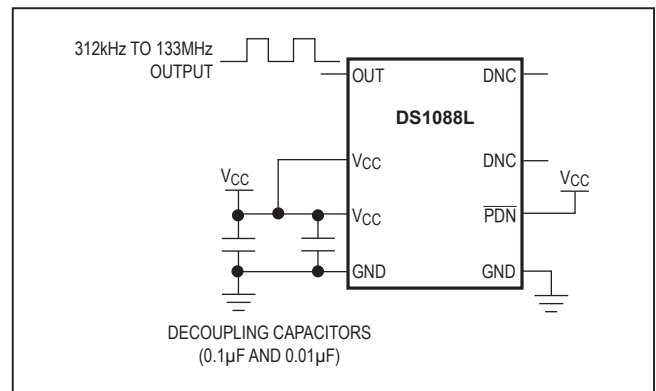 312kHz TO 133MHz
OUTPUT
OUT
DNC
DS1088L
VCC
DNC
VCC
VCC
VCC
PDN
GND
GND
DECOUPLING CAPACITORS
(0.1µF AND 0.01µF)